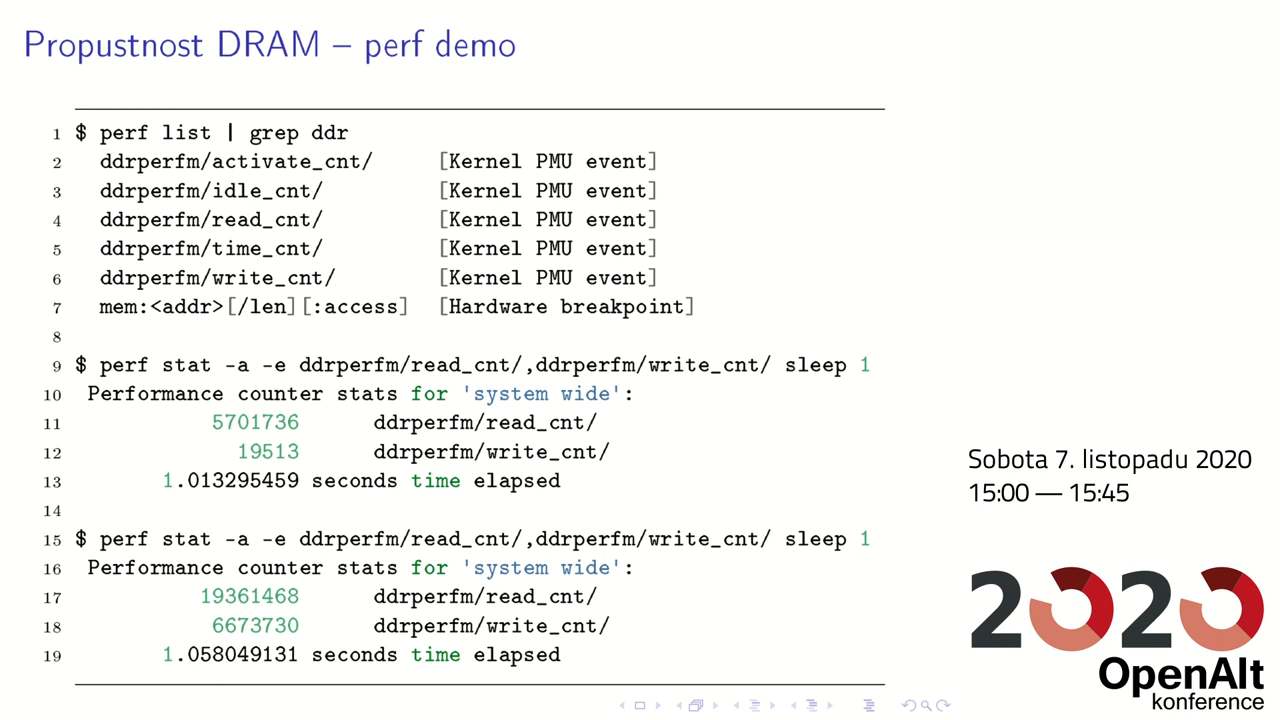 Propustnost DRAM – perf demo
1 $ perf list | grep ddr
2 ddrperfm/activate_cnt/ [Kernel PMU event]
3 ddrperfm/idle_cnt/ [Kernel PMU event]
4 ddrperfm/read_cnt/ [Kernel PMU event]
5 ddrperfm/time_cnt/ [Kernel PMU event]
6 ddrperfm/write_cnt/ [Kernel PMU event]
7 mem:<addr>[/len][:access] [Hardware breakpoint]
8
9 $ perf stat -a -e ddrperfm/read_cnt/,ddrperfm/write_cnt/ sleep 1
10 Performance counter stats for 'system wide':
11 5701736 ddrperfm/read_cnt/
12 19513 ddrperfm/write_cnt/
13 1.013295459 seconds time elapsed
14
15 $ perf stat -a -e ddrperfm/read_cnt/,ddrperfm/write_cnt/ sleep 1
16 Performance counter stats for 'system wide':
17 19361468 ddrperfm/read_cnt/
18 6673730 ddrperfm/write_cnt/
19 1.058049131 seconds time elapsed
Sobota 7. listopadu 2020
15:00 — 15:45
2020
OpenAlt
konference